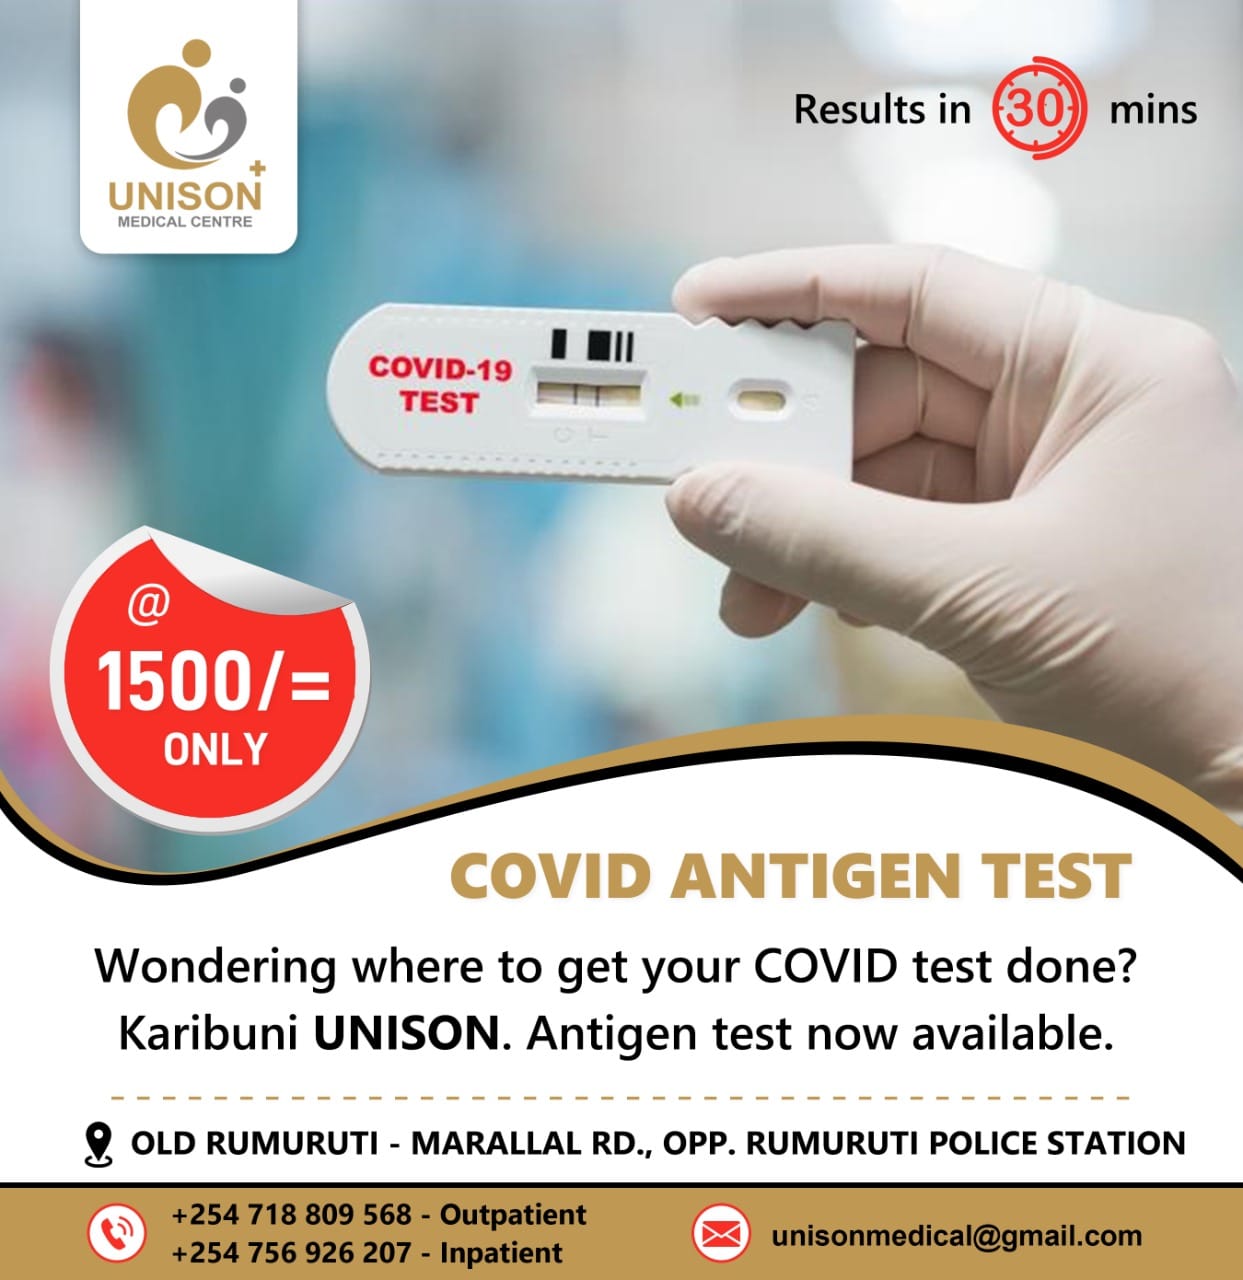 UNISON
MEDICAL CENTRE
Results in 30 mins
COVID-19
TEST
C T
@
1500/=
ONLY
COVID ANTIGEN TEST
Wondering where to get your COVID test done?
Karibuni UNISON. Antigen test now available.
OLD RUMURUTI - MARALLAL RD., OPP. RUMURUTI POLICE STATION
+254 718 809 568 - Outpatient
+254 756 926 207 - Inpatient
unisonmedical@gmail.com